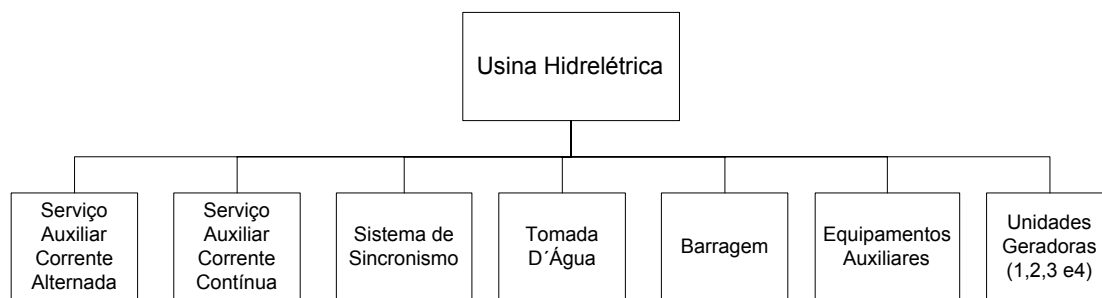 Usina Hidrelétrica
Serviço
Auxiliar
Corrente
Alternada
Serviço
Auxiliar
Corrente
Contínua
Sistema de
Sincronismo
Tomada
D´Água
Barragem
Equipamentos
Auxiliares
Unidades
Geradoras
(1,2,3 e4)